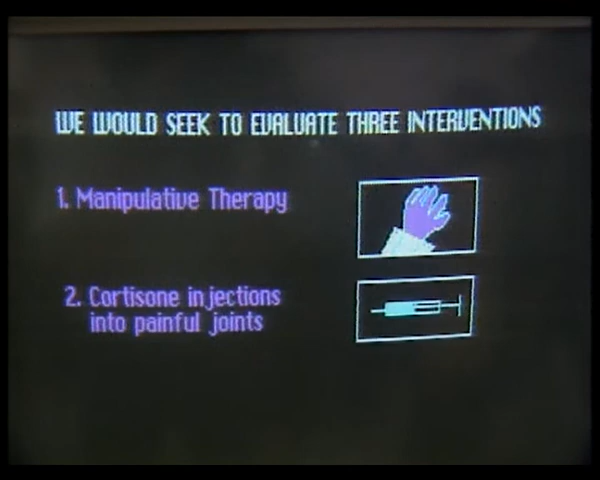 WE WOULD SEEK TO EVALUATE THREE INTERVENTIONS
1. Manipulative Therapy
2. Cortisone injections
into painful joints